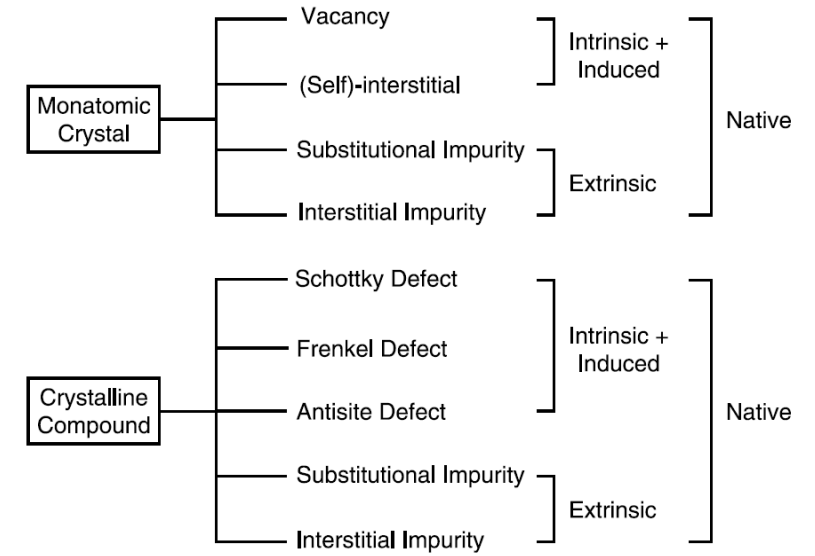 Vacancy
(Self)-interstitial
Intrinsic +
Induced
Monatomic
Crystal
Native
Substitutional Impurity
Interstitial Impurity
Extrinsic
Schottky Defect
Frenkel Defect
Antisite Defect
Intrinsic +
Induced
Crystalline
Compound
Native
Substitutional Impurity
Interstitial Impurity
Extrinsic